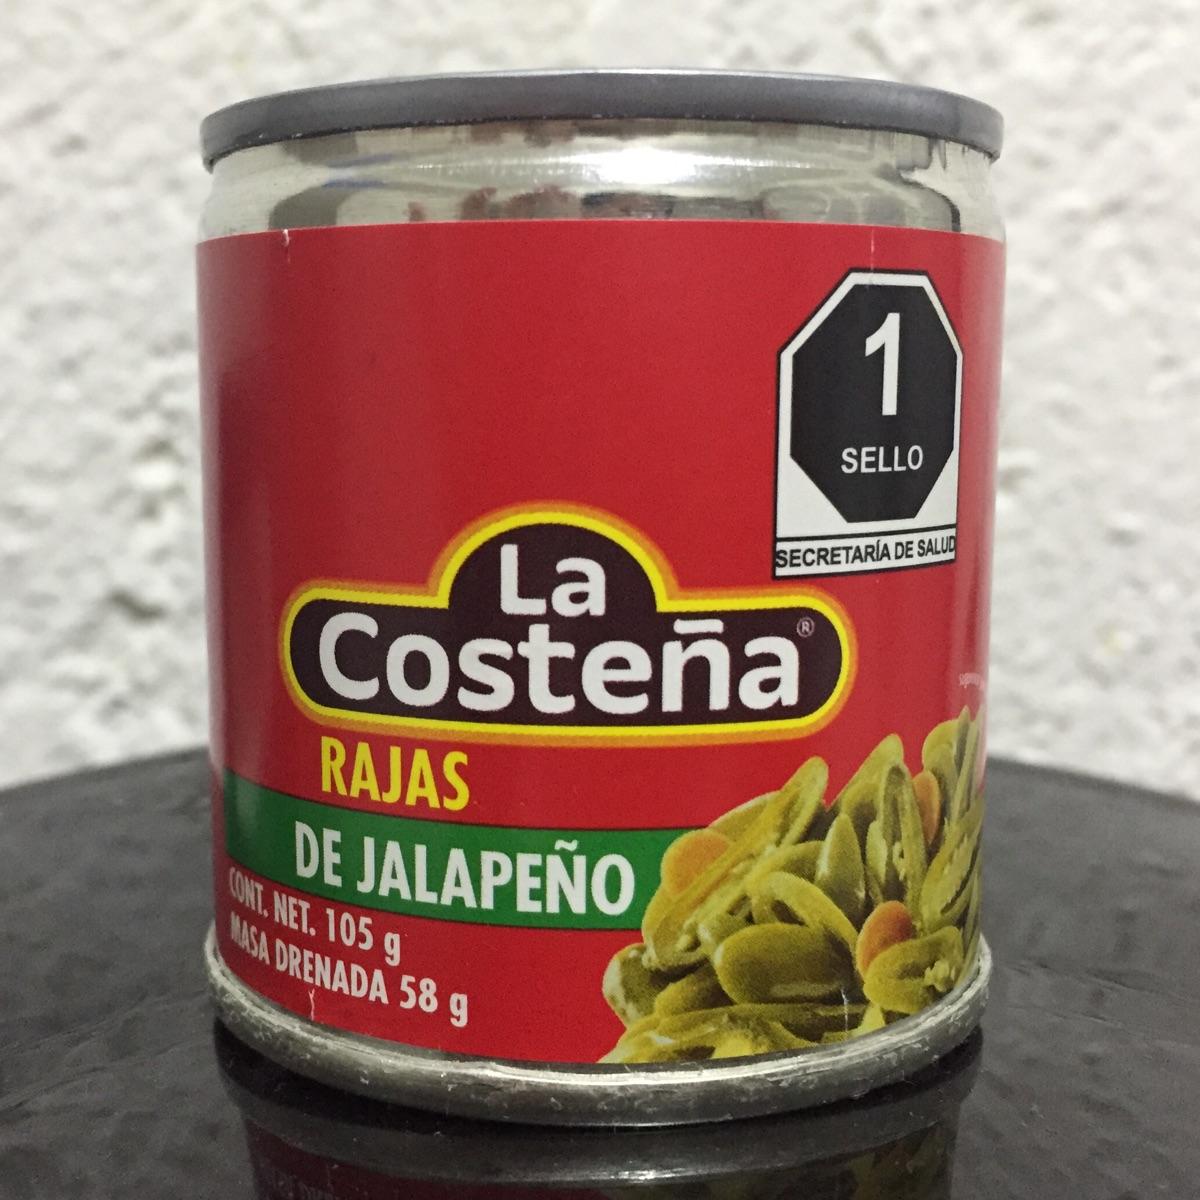 1
SELLO
SECRETARÍA DE SALUD
La
Costeña®
RAJAS
DE JALAPEÑO
CONT. NET. 105 g
MASA DRENADA 58 g